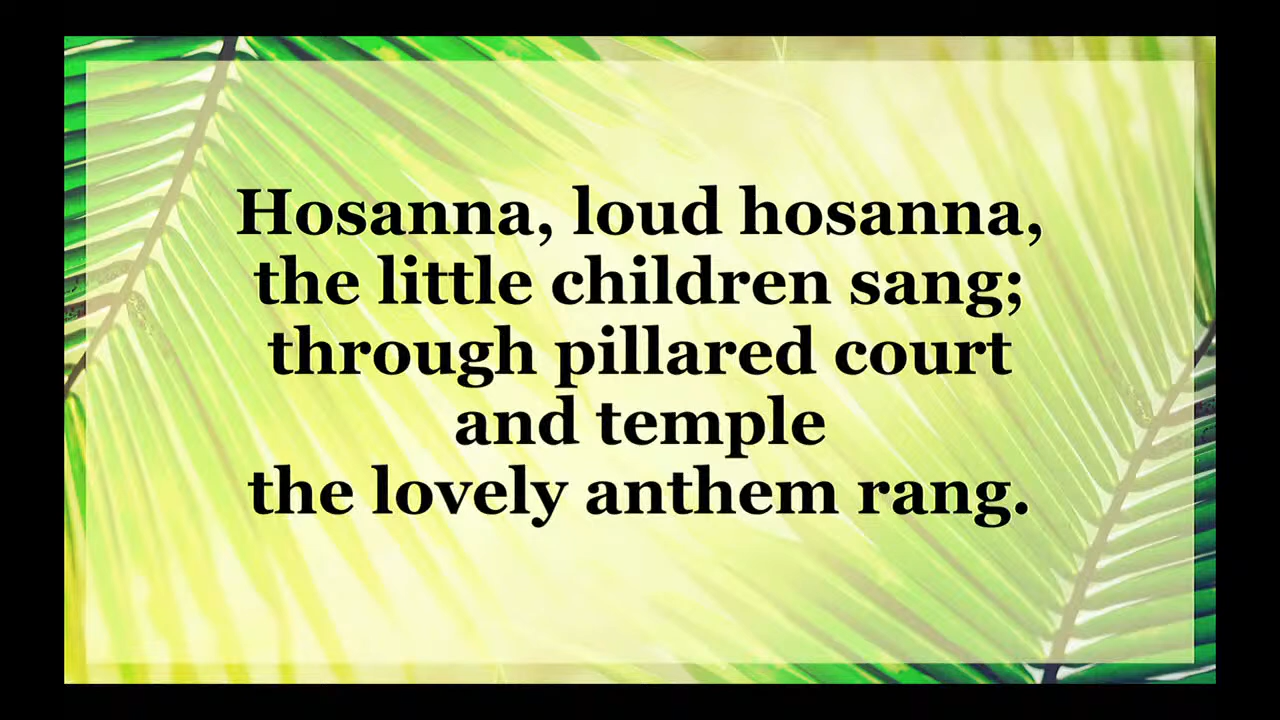 Hosanna, loud hosanna,
the little children sang;
through pillared court
and temple
the lovely anthem rang.